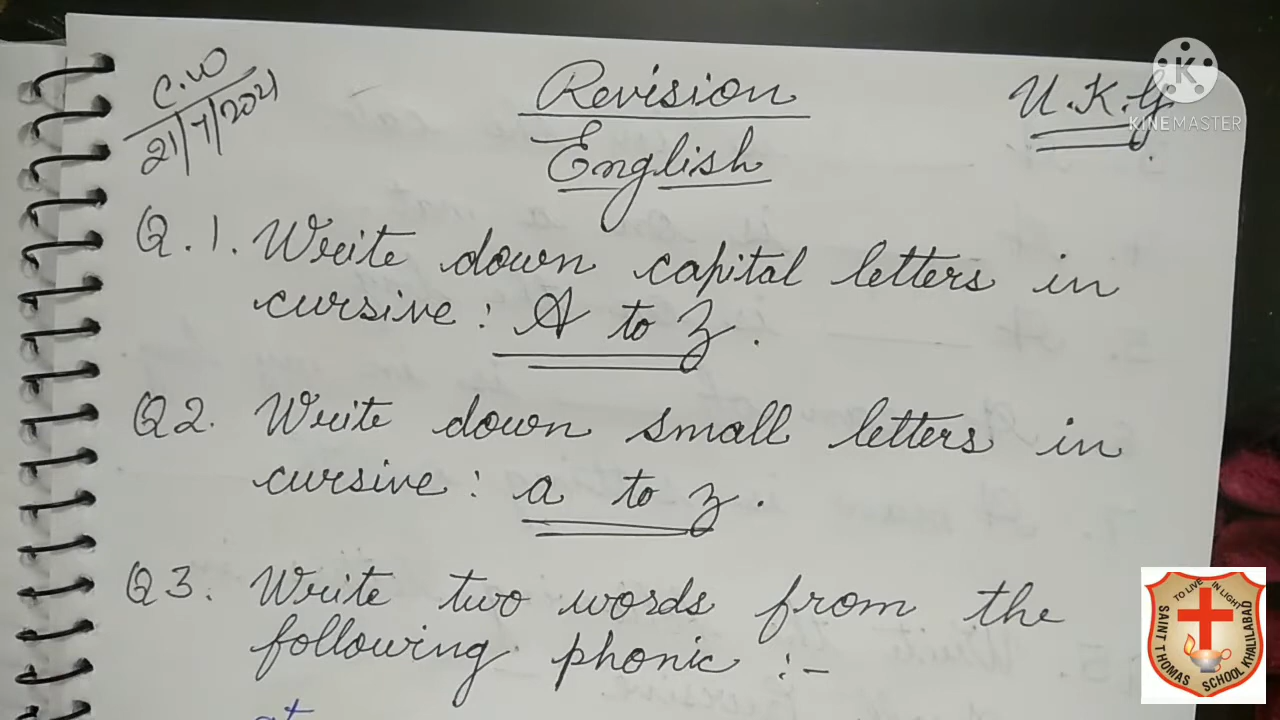 C.W
21/7/2021
Revision
U.K.G
English
Q.1. Write down capital letters in
cursive : A to Z.
Q2. Write down small letters in
cursive : a to z.
Q3. Write two words from the
following phonic :-
at
KINEMASTER
TO LIVE IN LIGHT
SAINT THOMAS SCHOOL KHALILABAD